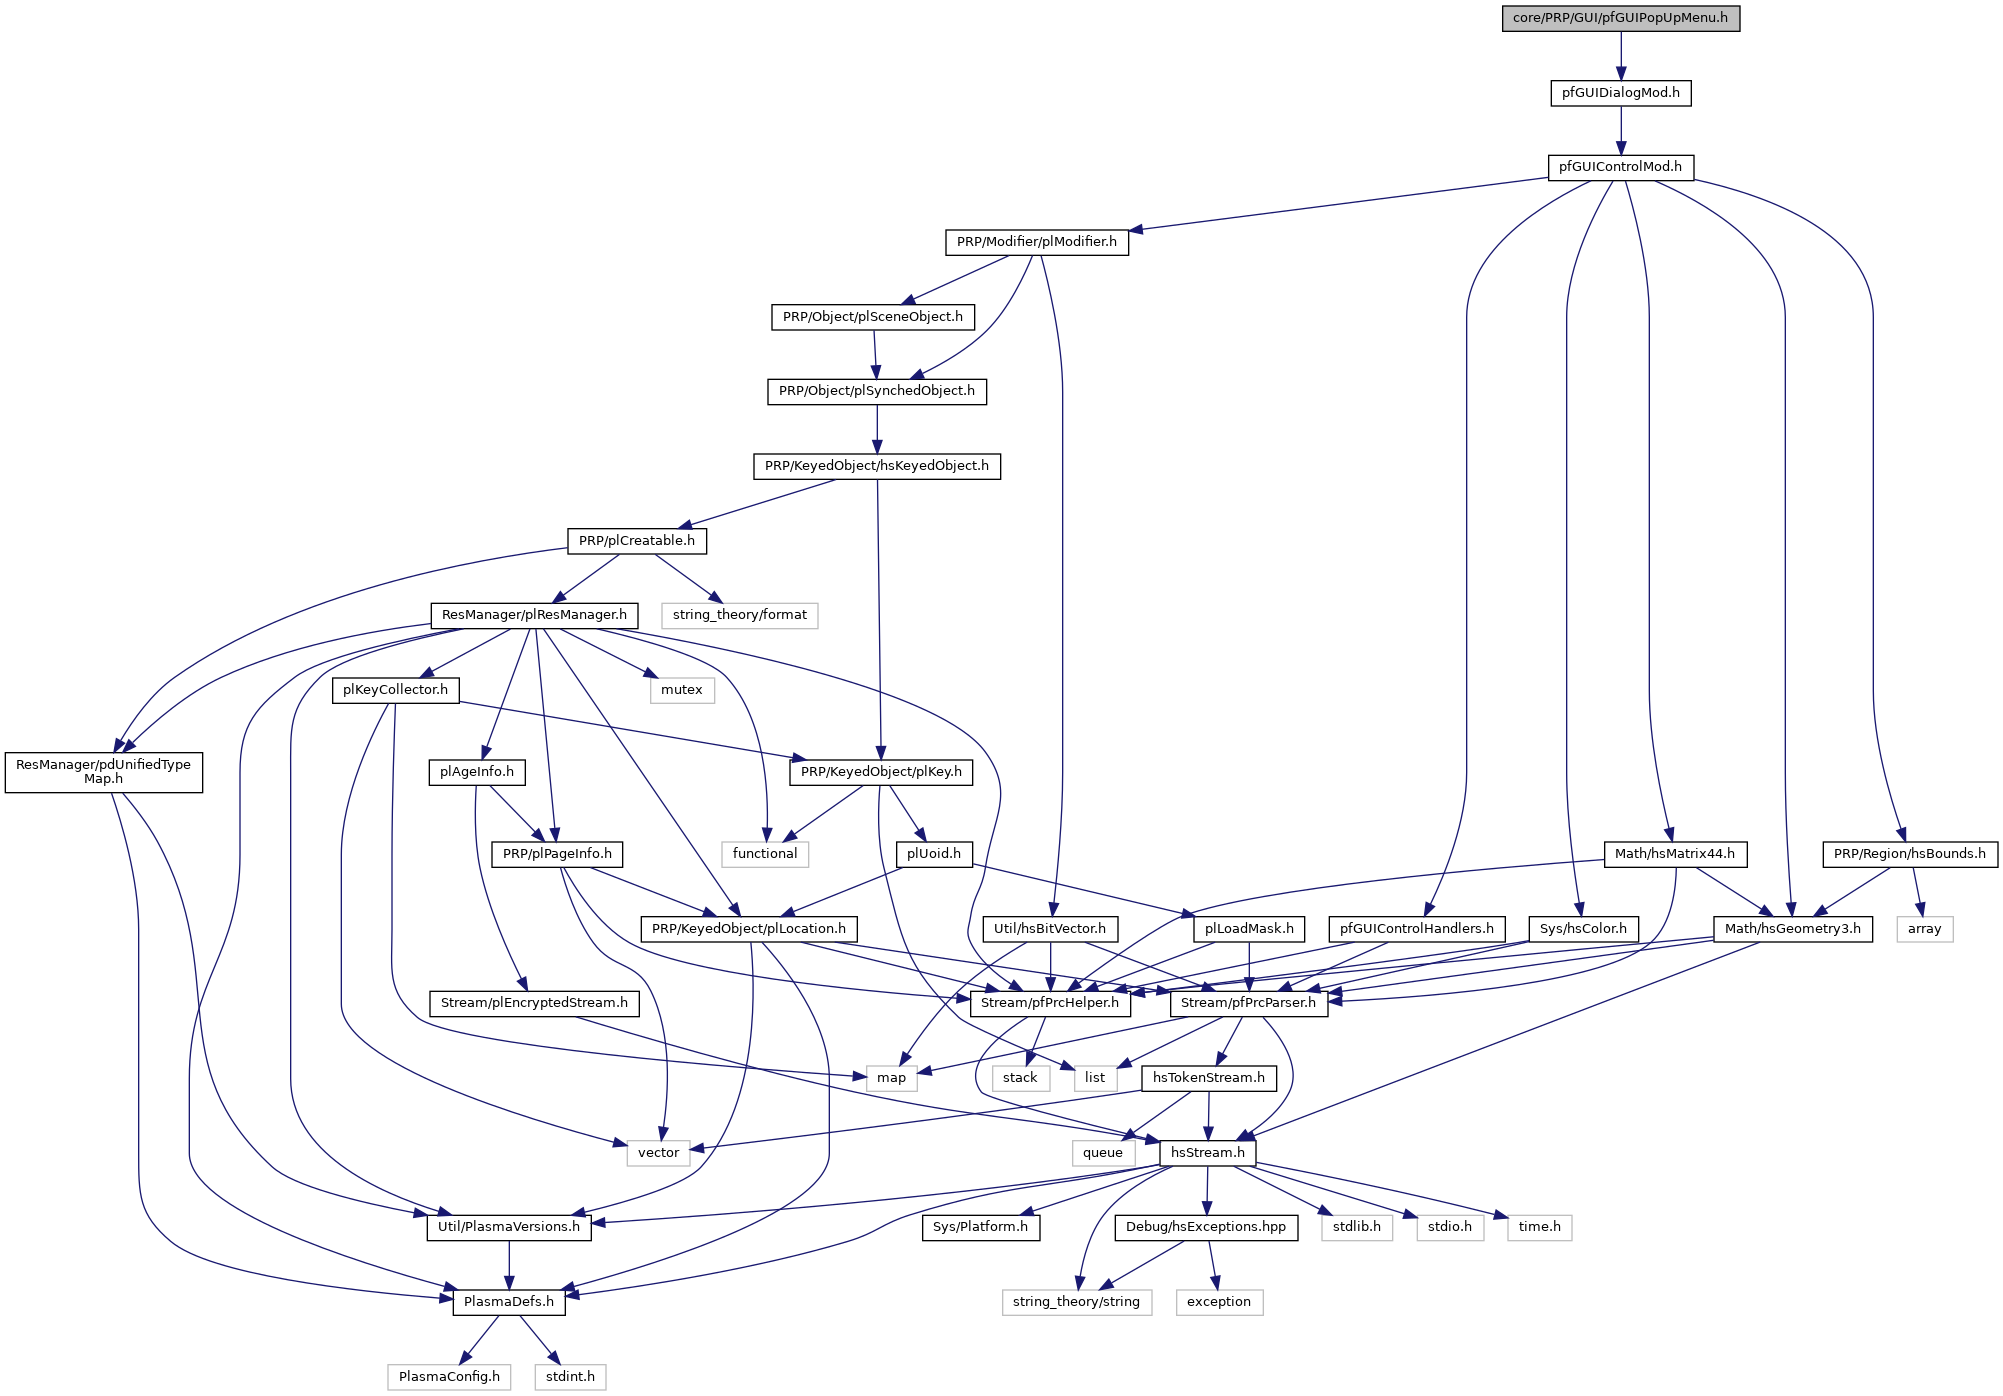 core/PRP/GUI/pfGUIPopUpMenu.h
pfGUIDialogMod.h
pfGUIControlMod.h
PRP/Modifier/plModifier.h
PRP/Object/plSceneObject.h
PRP/Object/plSynchedObject.h
PRP/KeyedObject/hsKeyedObject.h
PRP/plCreatable.h
ResManager/plResManager.h
string_theory/format
plKeyCollector.h
mutex
ResManager/pdUnifiedType
Map.h
plAgeInfo.h
PRP/KeyedObject/plKey.h
PRP/plPageInfo.h
functional
plUoid.h
Math/hsMatrix44.h
PRP/Region/hsBounds.h
PRP/KeyedObject/plLocation.h
Util/hsBitVector.h
plLoadMask.h
pfGUIControlHandlers.h
Sys/hsColor.h
Math/hsGeometry3.h
array
Stream/plEncryptedStream.h
Stream/pfPrcHelper.h
Stream/pfPrcParser.h
map
stack
list
hsTokenStream.h
vector
queue
hsStream.h
Util/PlasmaVersions.h
Sys/Platform.h
Debug/hsExceptions.hpp
stdlib.h
stdio.h
time.h
PlasmaDefs.h
string_theory/string
exception
PlasmaConfig.h
stdint.h